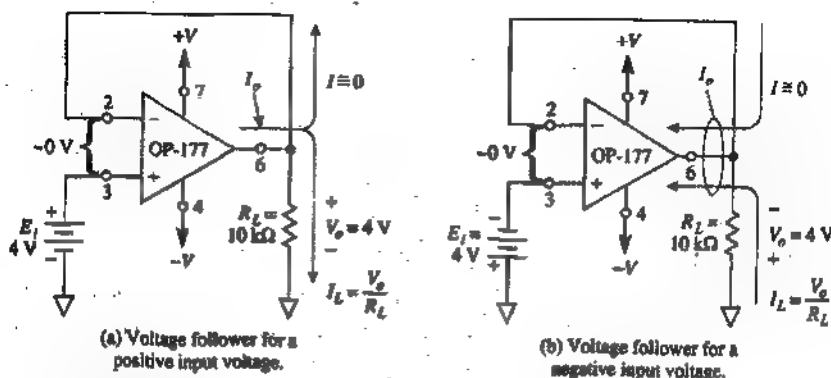 +V
7
I_o
I ≅ 0
2
−
~0 V
OP-177
6
+
3
4
+
E_i
4 V
−
−V
R_L =
10 kΩ
+
V_o = 4 V
−
I_L = V_o / R_L
(a) Voltage follower for a
positive input voltage.
+V
7
I_o
I ≅ 0
2
−
~0 V
OP-177
6
+
3
4
−
E_i =
4 V
+
−V
R_L =
10 kΩ
−
V_o = 4 V
+
I_L = V_o / R_L
(b) Voltage follower for a
negative input voltage.